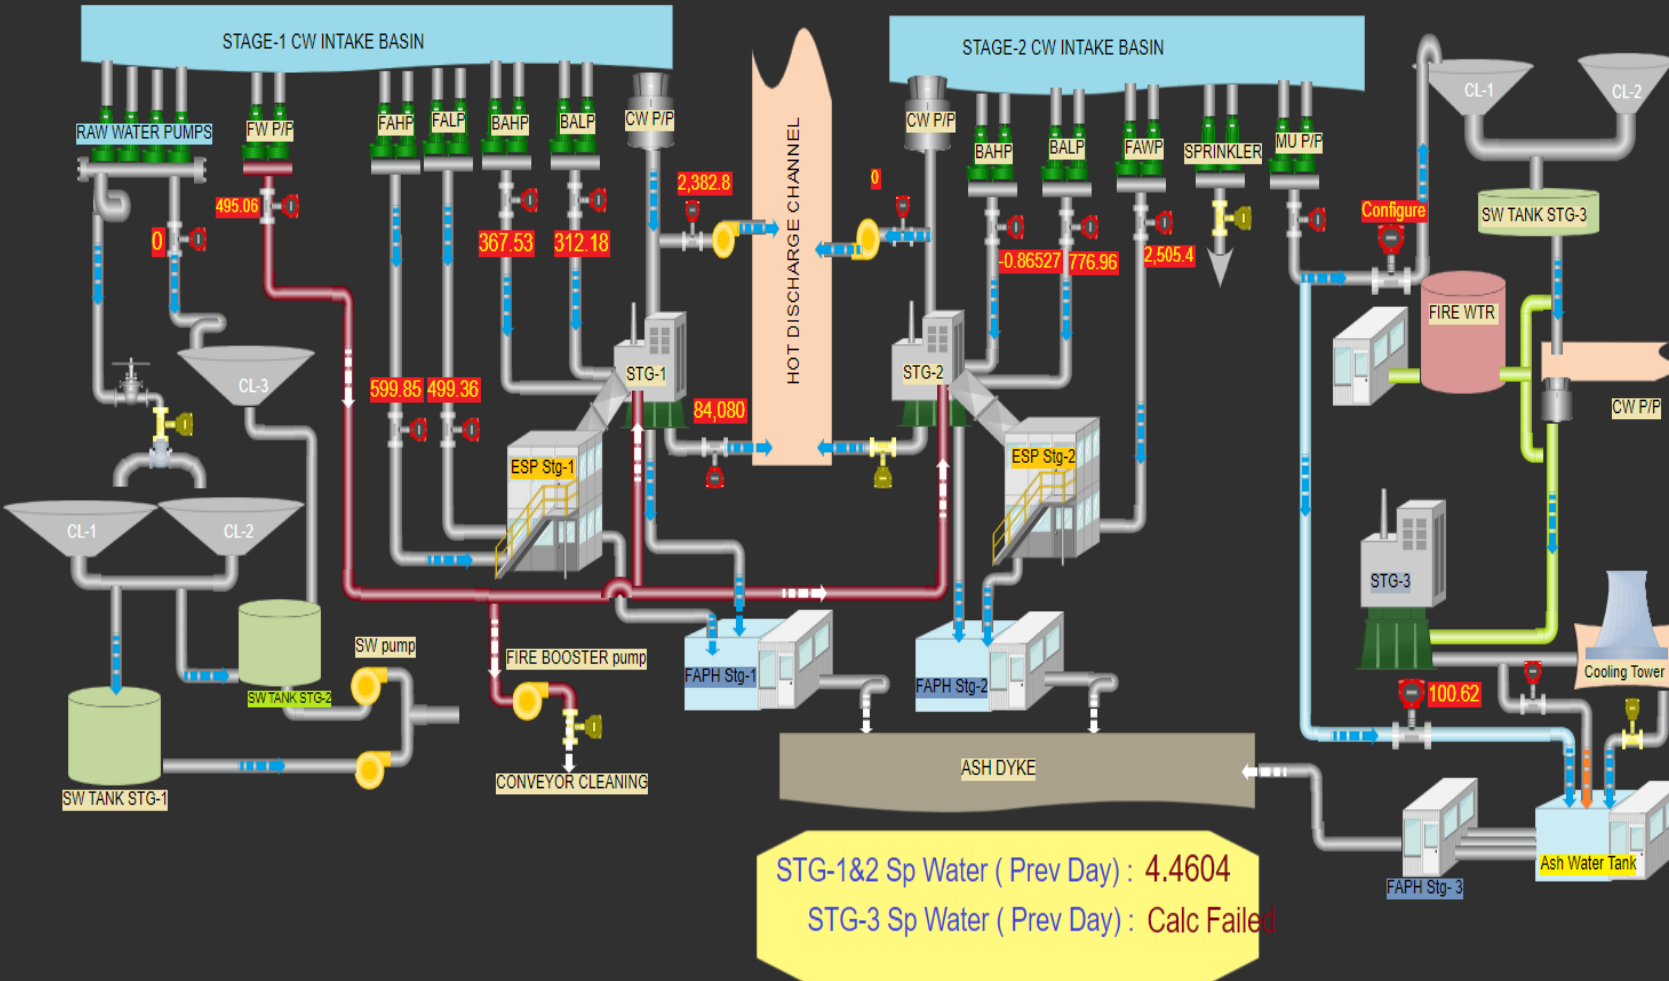 STAGE-1 CW INTAKE BASIN
STAGE-2 CW INTAKE BASIN
RAW WATER PUMPS
FW P/P
FAHP
FALP
BAHP
BALP
CW P/P
HOT DISCHARGE CHANNEL
CW P/P
BAHP
BALP
FAWP
SPRINKLER
MU P/P
CL-1
CL-2
495.06
0
367.53
312.18
2,382.8
0
-0.86527
776.96
2,505.4
Configure
SW TANK STG-3
FIRE WTR
CL-3
STG-1
STG-2
599.85
499.36
84,080
CW P/P
ESP Stg-1
ESP Stg-2
CL-1
CL-2
STG-3
SW pump
FIRE BOOSTER pump
SW TANK STG-2
FAPH Stg-1
FAPH Stg-2
Cooling Tower
100.62
SW TANK STG-1
CONVEYOR CLEANING
ASH DYKE
Ash Water Tank
FAPH Stg- 3
STG-1&2 Sp Water ( Prev Day) : 4.4604
STG-3 Sp Water ( Prev Day) : Calc Failed